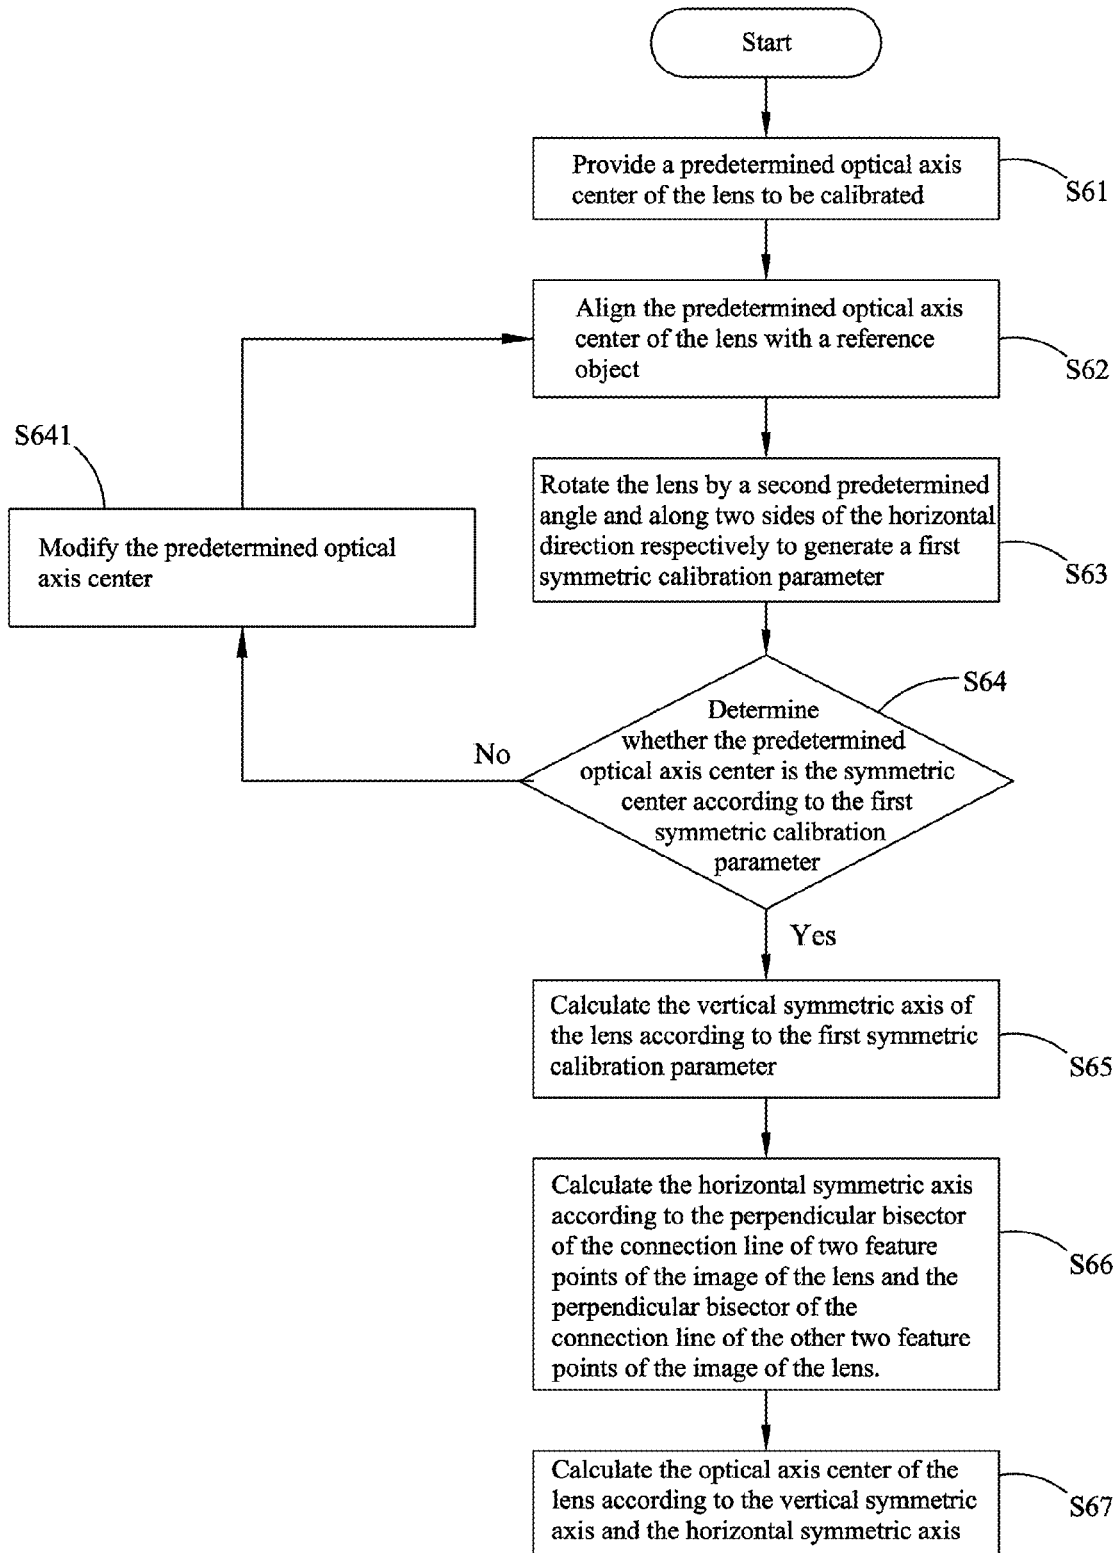 Start
Provide a predetermined optical axis
center of the lens to be calibrated
S61
Align the predetermined optical axis
center of the lens with a reference
object
S62
S641
Modify the predetermined optical
axis center
Rotate the lens by a second predetermined
angle and along two sides of the horizontal
direction respectively to generate a first
symmetric calibration parameter
S63
S64
Determine
whether the predetermined
optical axis center is the symmetric
center according to the first
symmetric calibration
parameter
No
Yes
Calculate the vertical symmetric axis of
the lens according to the first symmetric
calibration parameter
S65
Calculate the horizontal symmetric axis
according to the perpendicular bisector
of the connection line of two feature
points of the image of the lens and the
perpendicular bisector of the
connection line of the other two feature
points of the image of the lens.
S66
Calculate the optical axis center of the
lens according to the vertical symmetric
axis and the horizontal symmetric axis
S67